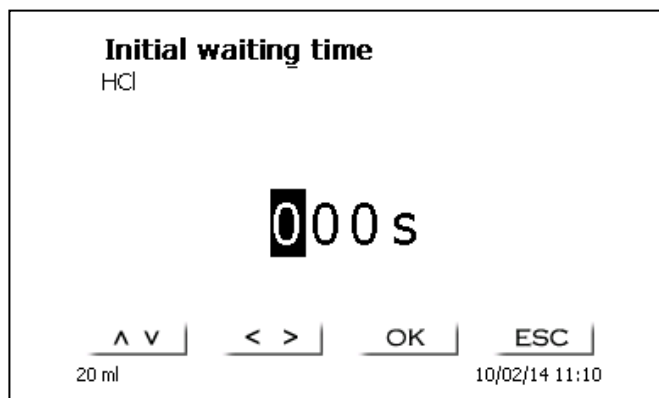 Initial waiting time
HCl
000s
∧ ∨ < > OK ESC
20 ml 10/02/14 11:10